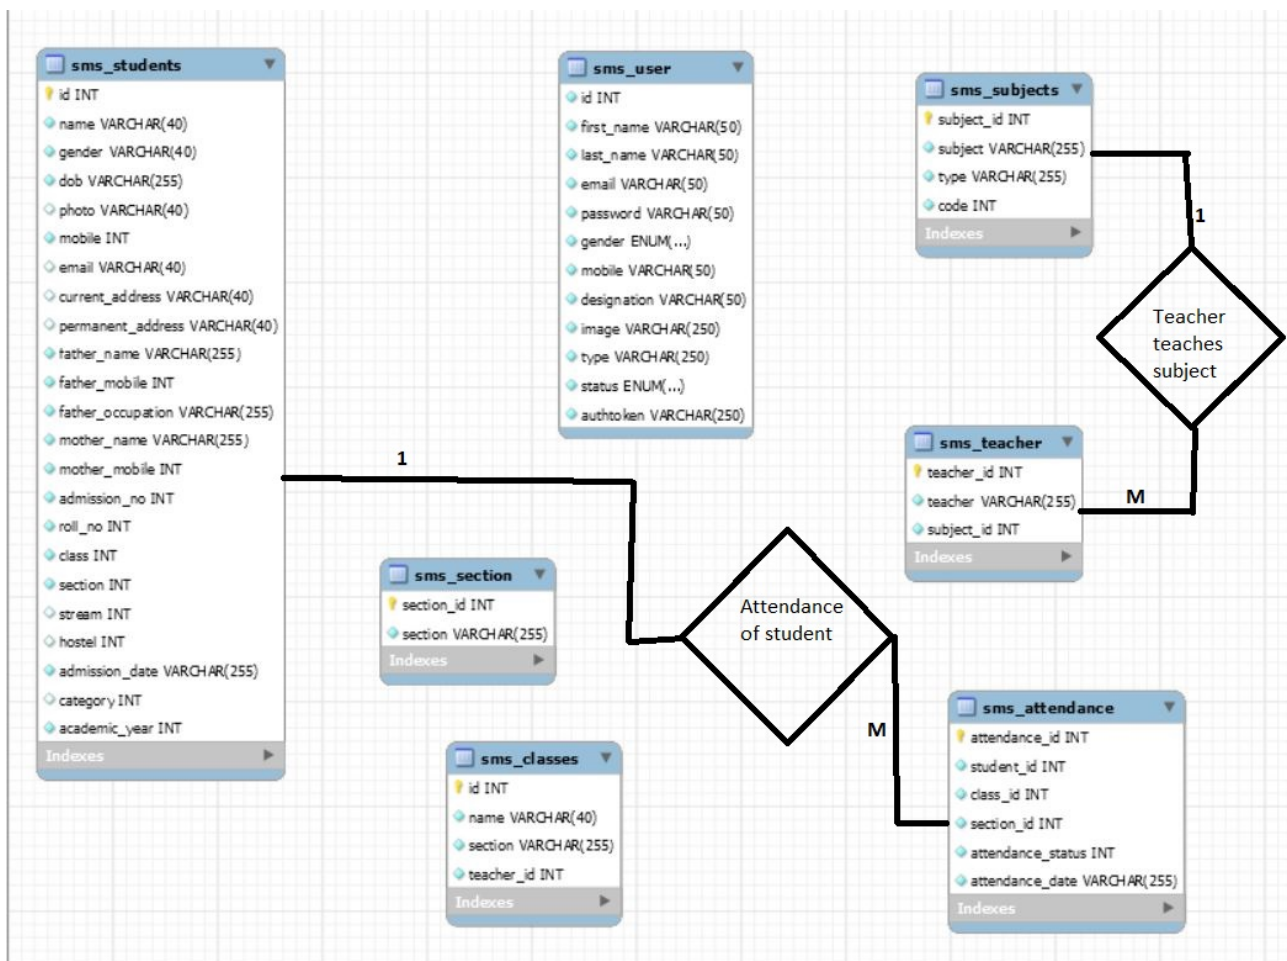 sms_students
id INT
name VARCHAR(40)
gender VARCHAR(40)
dob VARCHAR(255)
photo VARCHAR(40)
mobile INT
email VARCHAR(40)
current_address VARCHAR(40)
permanent_address VARCHAR(40)
father_name VARCHAR(255)
father_mobile INT
father_occupation VARCHAR(255)
mother_name VARCHAR(255)
mother_mobile INT
admission_no INT
roll_no INT
class INT
section INT
stream INT
hostel INT
admission_date VARCHAR(255)
category INT
academic_year INT
Indexes
sms_user
id INT
first_name VARCHAR(50)
last_name VARCHAR(50)
email VARCHAR(50)
password VARCHAR(50)
gender ENUM(...)
mobile VARCHAR(50)
designation VARCHAR(50)
image VARCHAR(250)
type VARCHAR(250)
status ENUM(...)
authtoken VARCHAR(250)
sms_subjects
subject_id INT
subject VARCHAR(255)
type VARCHAR(255)
code INT
Indexes
1
Teacher
teaches
subject
sms_teacher
teacher_id INT
teacher VARCHAR(255)
subject_id INT
Indexes
M
1
sms_section
section_id INT
section VARCHAR(255)
Indexes
Attendance
of student
M
sms_classes
id INT
name VARCHAR(40)
section VARCHAR(255)
teacher_id INT
Indexes
sms_attendance
attendance_id INT
student_id INT
class_id INT
section_id INT
attendance_status INT
attendance_date VARCHAR(255)
Indexes